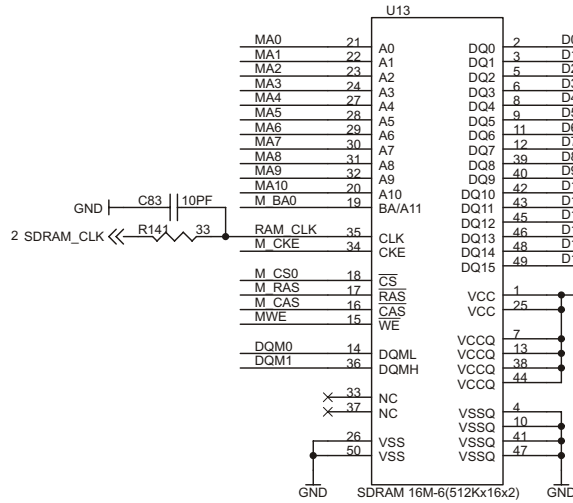 U13
MA0 21 A0 DQ0 2 D0
MA1 22 A1 DQ1 3
MA2 23 A2 DQ2 5
MA3 24 A3 DQ3 6
MA4 27 A4 DQ4 8
MA5 28 A5 DQ5 9
MA6 29 A6 DQ6 11
MA7 30 A7 DQ7 12
MA8 31 A8 DQ8 39
MA9 32 A9 DQ9 40
MA10 20 A10 DQ10 42
M_BA0 19 BA/A11 DQ11 43
DQ12 45
C83 10PF
GND
2 SDRAM_CLK R141 33 RAM_CLK 35 CLK DQ13 46
M_CKE 34 CKE DQ14 48
DQ15 49
M_CS0 18 CS
M_RAS 17 RAS VCC 1
M_CAS 16 CAS VCC 25
MWE 15 WE
VCCQ 7
DQM0 14 DQML VCCQ 13
DQM1 36 DQMH VCCQ 38
VCCQ 44
33 NC
37 NC VSSQ 4
VSSQ 10
26 VSS VSSQ 41
50 VSS VSSQ 47
GND SDRAM 16M-6(512Kx16x2) GND